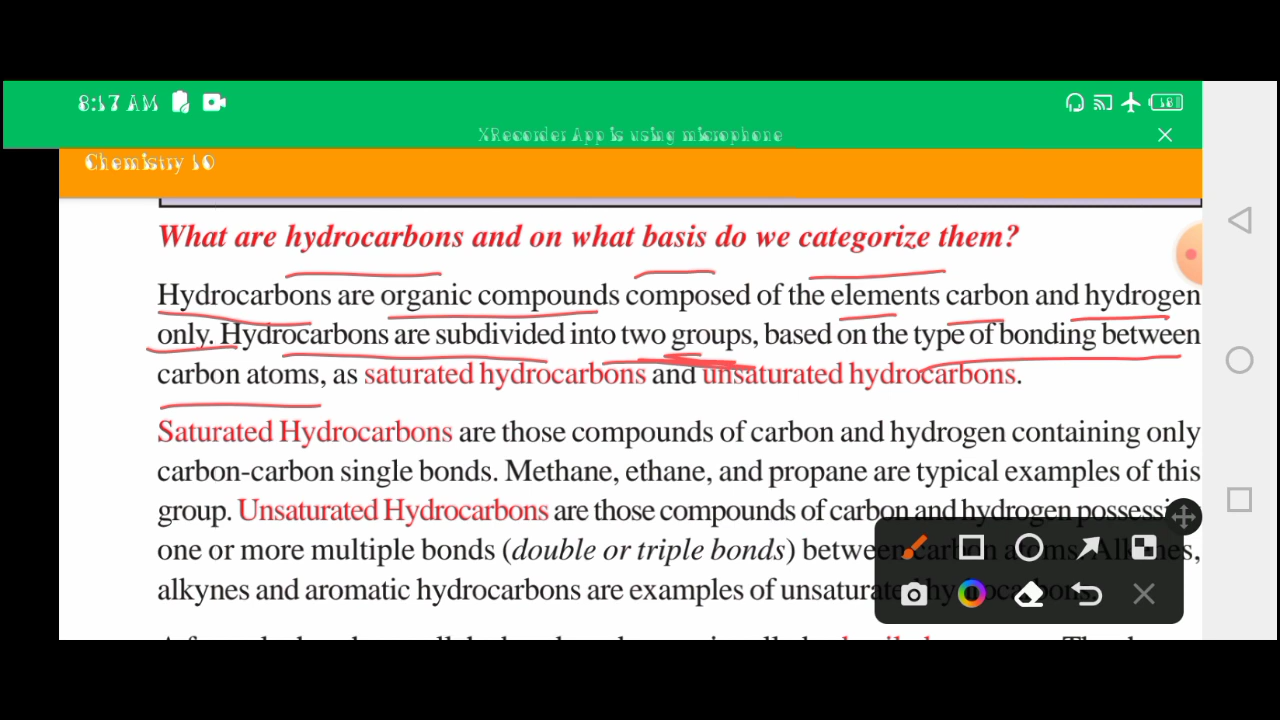 8:17 AM
XRecorder App is using microphone
Chemistry 10
What are hydrocarbons and on what basis do we categorize them?
Hydrocarbons are organic compounds composed of the elements carbon and hydrogen
only. Hydrocarbons are subdivided into two groups, based on the type of bonding between
carbon atoms, as saturated hydrocarbons and unsaturated hydrocarbons.
Saturated Hydrocarbons are those compounds of carbon and hydrogen containing only
carbon-carbon single bonds. Methane, ethane, and propane are typical examples of this
group. Unsaturated Hydrocarbons are those compounds of carbon and hydrogen
one or more multiple bonds (double or triple bonds) between carbon atoms. Alkynes,
alkynes and aromatic hydrocarbons are examples of unsaturated hydrocarbons.